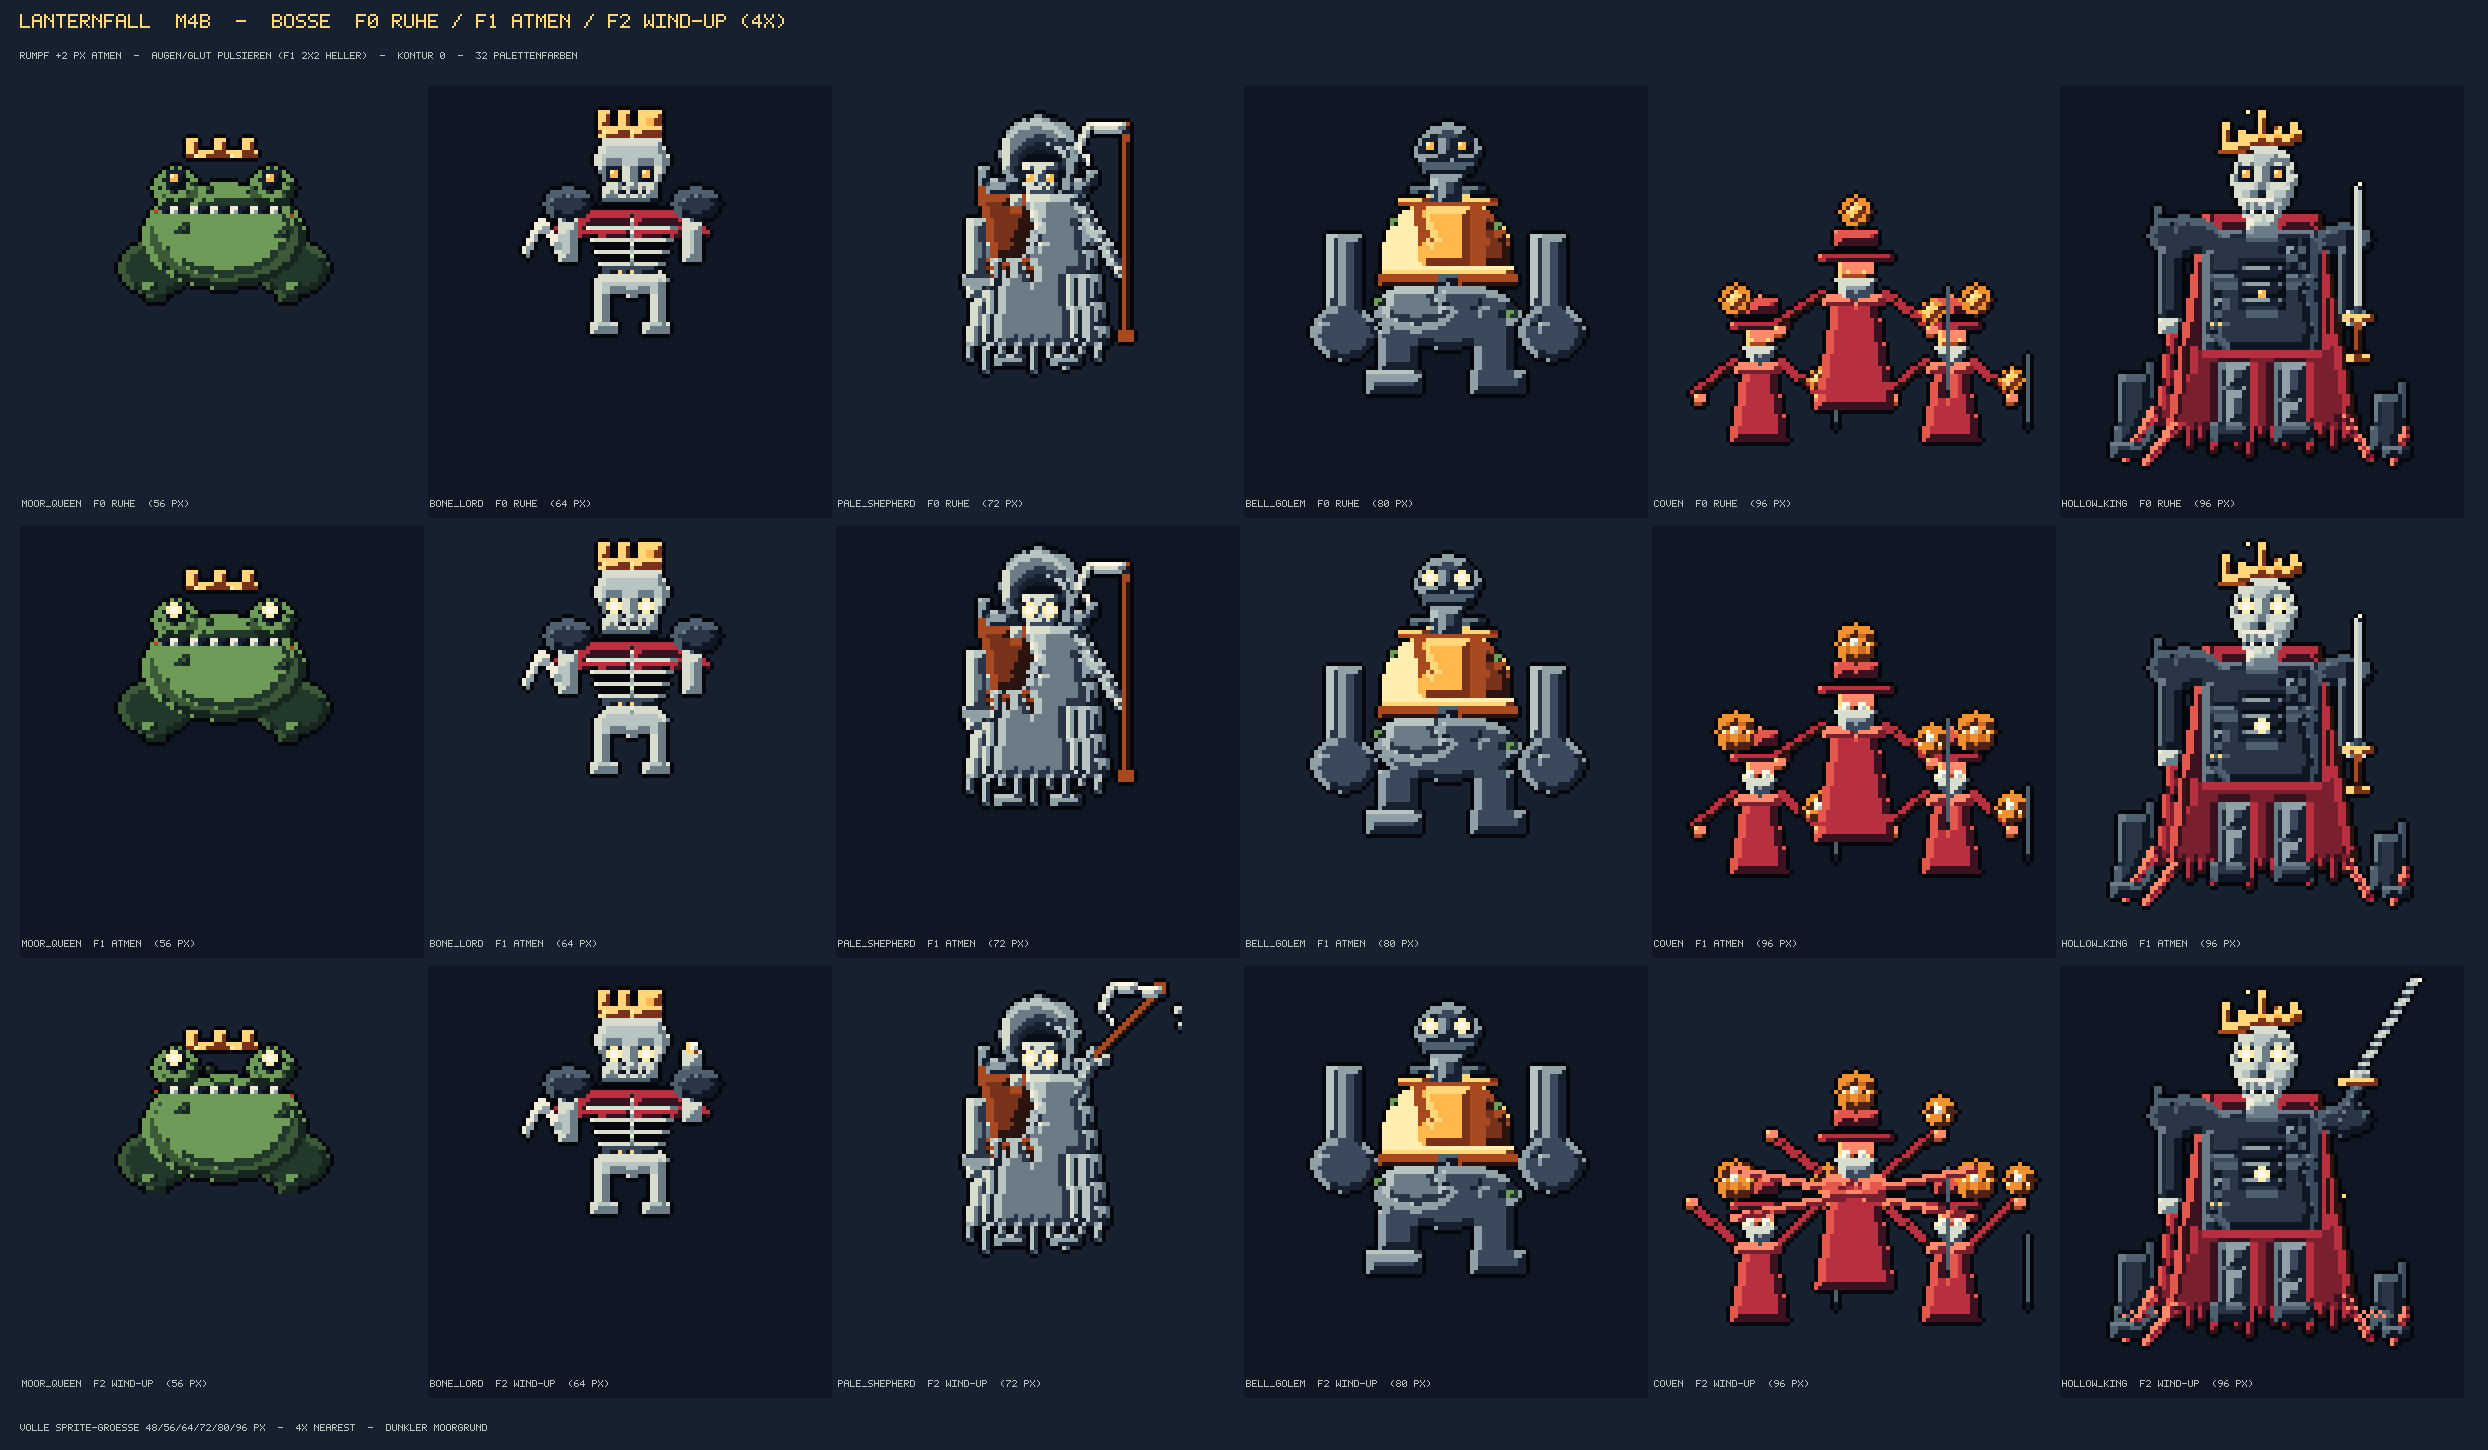 LANTERNFALL  M4B  -  BOSSE  F0 RUHE / F1 ATMEN / F2 WIND-UP (4X)
RUMPF +2 PX ATMEN  -  AUGEN/GLUT PULSIEREN (F1 2X2 HELLER)  -  KONTUR 0  -  32 PALETTENFARBEN
MOOR_QUEEN  F0 RUHE  (56 PX)
BONE_LORD  F0 RUHE  (64 PX)
PALE_SHEPHERD  F0 RUHE  (72 PX)
BELL_GOLEM  F0 RUHE  (80 PX)
COVEN  F0 RUHE  (96 PX)
HOLLOW_KING  F0 RUHE  (96 PX)
MOOR_QUEEN  F1 ATMEN  (56 PX)
BONE_LORD  F1 ATMEN  (64 PX)
PALE_SHEPHERD  F1 ATMEN  (72 PX)
BELL_GOLEM  F1 ATMEN  (80 PX)
COVEN  F1 ATMEN  (96 PX)
HOLLOW_KING  F1 ATMEN  (96 PX)
MOOR_QUEEN  F2 WIND-UP  (56 PX)
BONE_LORD  F2 WIND-UP  (64 PX)
PALE_SHEPHERD  F2 WIND-UP  (72 PX)
BELL_GOLEM  F2 WIND-UP  (80 PX)
COVEN  F2 WIND-UP  (96 PX)
HOLLOW_KING  F2 WIND-UP  (96 PX)
VOLLE SPRITE-GROESSE 48/56/64/72/80/96 PX  -  4X NEAREST  -  DUNKLER MOORGRUND